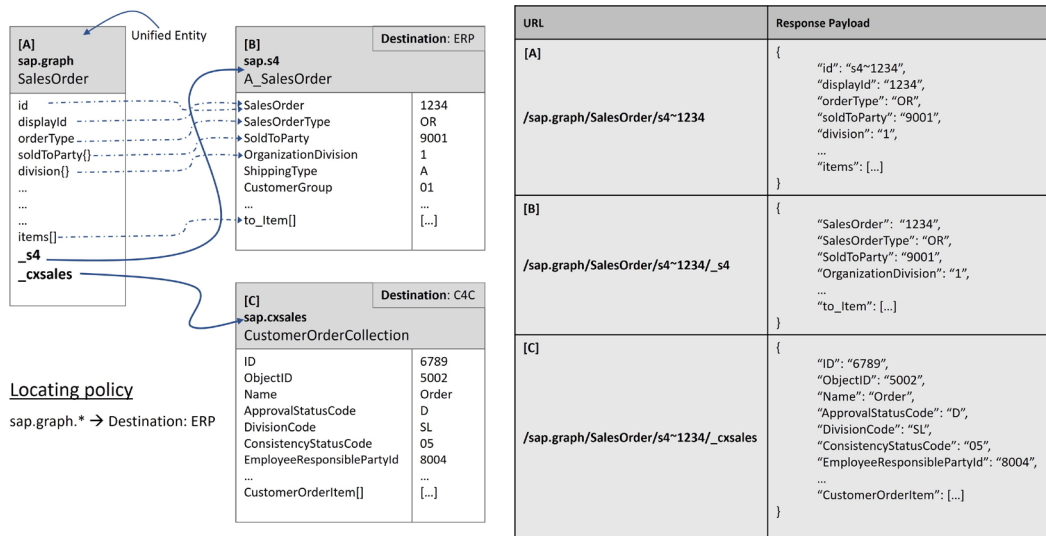 Unified Entity
[A]
sap.graph
SalesOrder
id
displayId
orderType
soldToParty{}
division{}
...
...
...
items[]
_s4
_cxsales
Destination: ERP
[B]
sap.s4
A_SalesOrder
SalesOrder 1234
SalesOrderType OR
SoldToParty 9001
OrganizationDivision 1
ShippingType A
CustomerGroup 01
... ...
to_Item[] [...]
Destination: C4C
[C]
sap.cxsales
CustomerOrderCollection
ID 6789
ObjectID 5002
Name Order
ApprovalStatusCode D
DivisionCode SL
ConsistencyStatusCode 05
EmployeeResponsiblePartyId 8004
... ...
CustomerOrderItem[] [...]
Locating policy
sap.graph.* → Destination: ERP
URL Response Payload
[A]
/sap.graph/SalesOrder/s4~1234
{
“id”: “s4~1234”,
“displayId”: “1234”,
“orderType”: “OR”,
“soldToParty”: “9001”,
“division”: “1”,
...
“items”: [...]
}
[B]
/sap.graph/SalesOrder/s4~1234/_s4
{
“SalesOrder”: “1234”,
“SalesOrderType”: “OR”,
“SoldToParty”: “9001”,
“OrganizationDivision”: “1”,
...
“to_Item”: [...]
}
[C]
/sap.graph/SalesOrder/s4~1234/_cxsales
{
“ID”: “6789”,
“ObjectID”: “5002”,
“Name”: “Order”,
“ApprovalStatusCode”: “D”,
“DivisionCode”: “SL”,
“ConsistencyStatusCode”: “05”,
“EmployeeResponsiblePartyId”: “8004”,
...
“CustomerOrderItem”: [...]
}